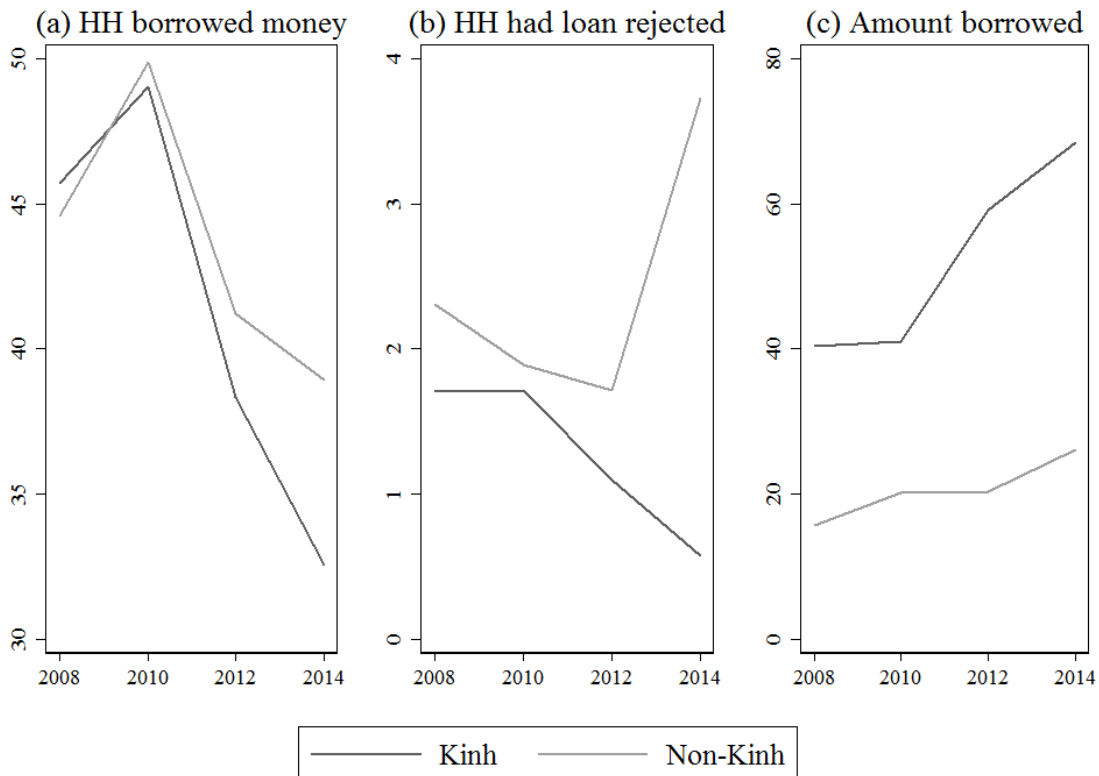 (a) HH borrowed money
(b) HH had loan rejected
(c) Amount borrowed
50
45
40
35
30
2008 2010 2012 2014
4
3
2
1
0
2008 2010 2012 2014
80
60
40
20
0
2008 2010 2012 2014
Kinh Non-Kinh